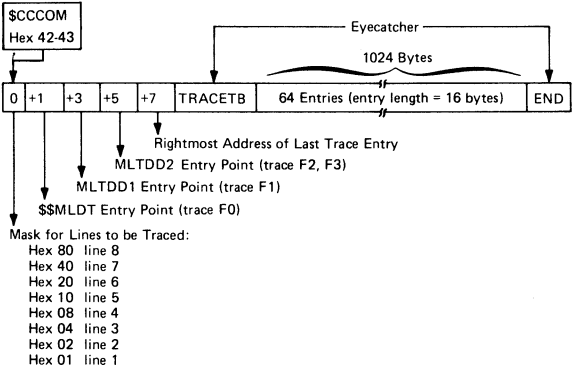 $CCCOM
Hex 42-43
Eyecatcher
1024 Bytes
0 +1 +3 +5 +7 TRACETB 64 Entries (entry length = 16 bytes) END
Rightmost Address of Last Trace Entry
MLTDD2 Entry Point (trace F2, F3)
MLTDD1 Entry Point (trace F1)
$$MLDT Entry Point (trace F0)
Mask for Lines to be Traced:
Hex 80 line 8
Hex 40 line 7
Hex 20 line 6
Hex 10 line 5
Hex 08 line 4
Hex 04 line 3
Hex 02 line 2
Hex 01 line 1